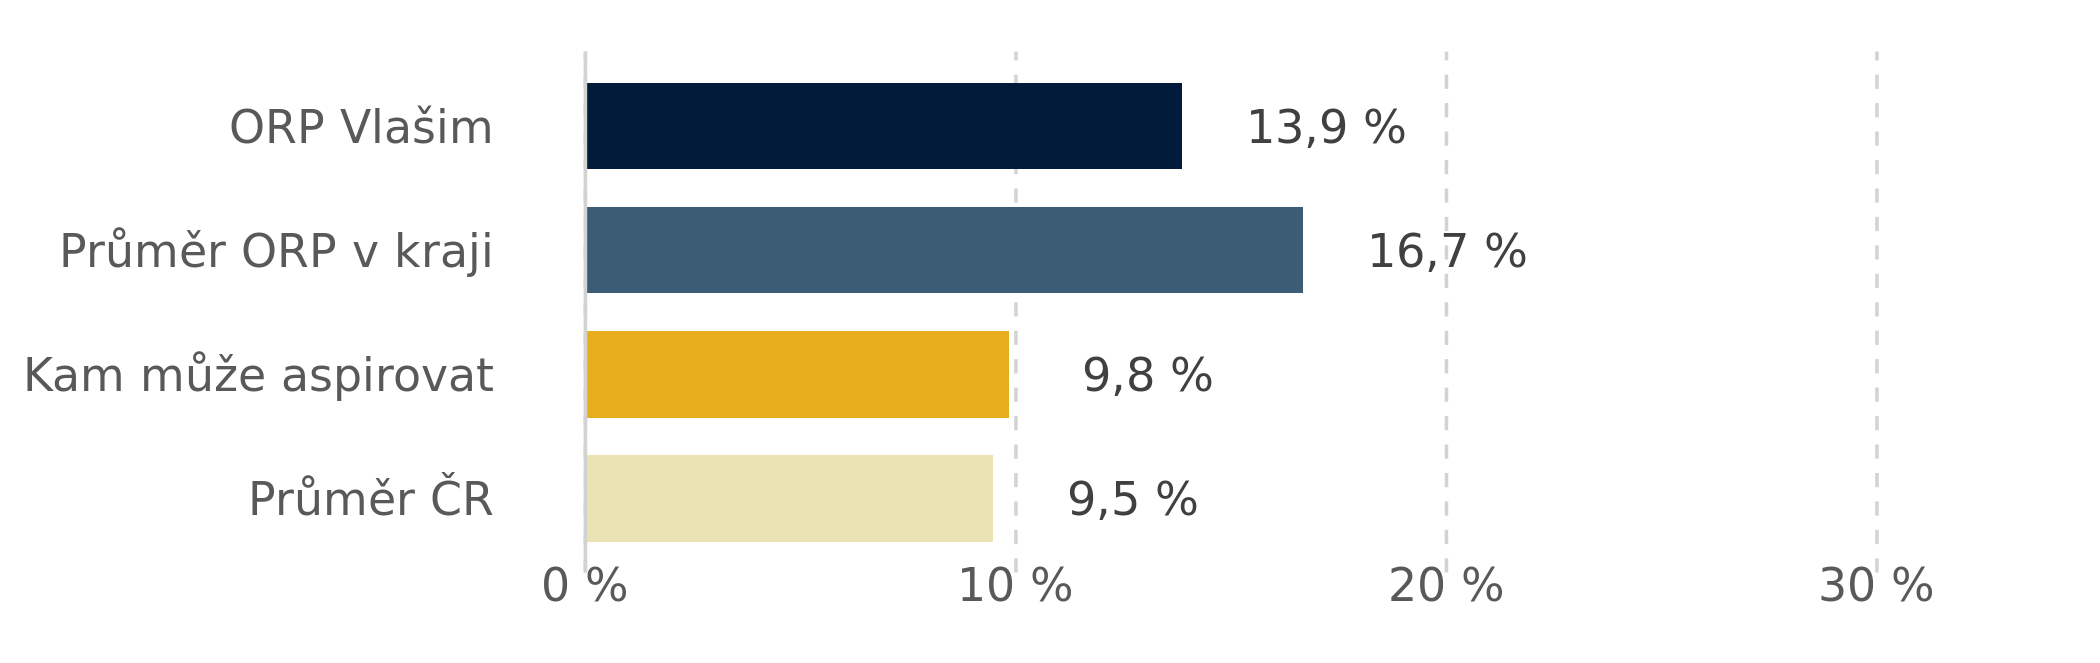 ORP Vlašim 13,9 %
Průměr ORP v kraji 16,7 %
Kam může aspirovat 9,8 %
Průměr ČR 9,5 %
0 % 10 % 20 % 30 %